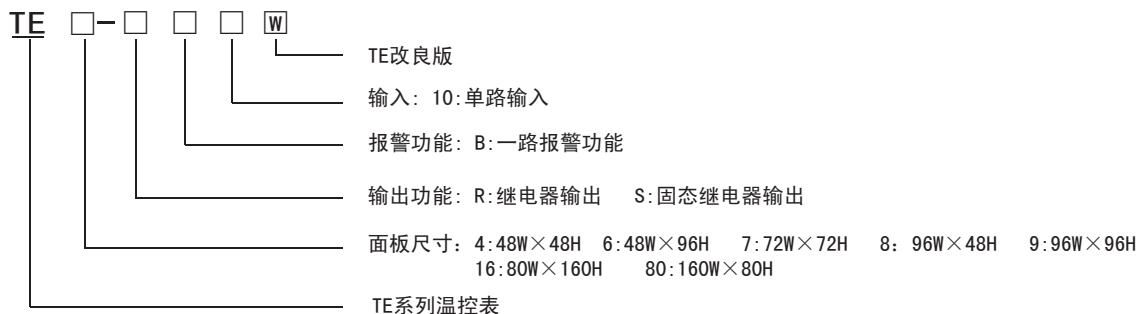 TE □-□ □ □ W
TE改良版
输入: 10:单路输入
报警功能: B:一路报警功能
输出功能: R:继电器输出 S:固态继电器输出
面板尺寸: 4:48W×48H 6:48W×96H 7:72W×72H 8: 96W×48H 9:96W×96H
16:80W×160H 80:160W×80H
TE系列温控表